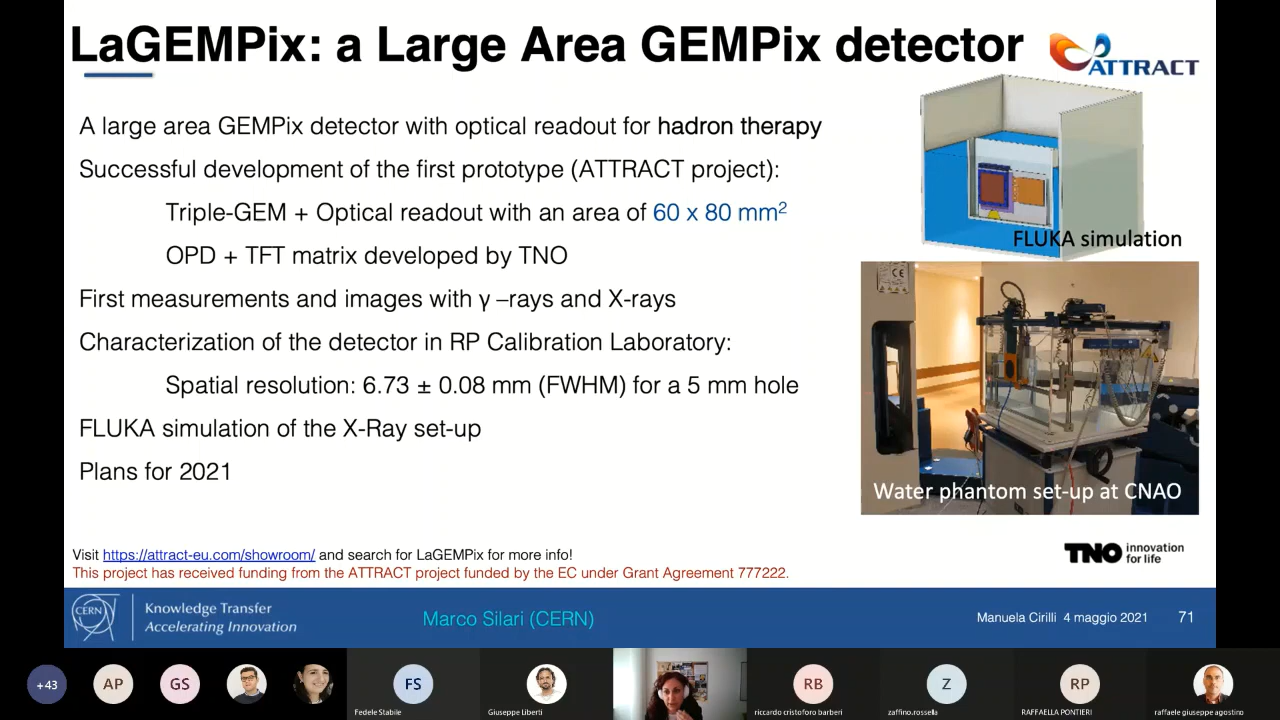 LaGEMPix: a Large Area GEMPix detector
ATTRACT
A large area GEMPix detector with optical readout for hadron therapy
Successful development of the first prototype (ATTRACT project):
Triple-GEM + Optical readout with an area of 60 x 80 mm²
OPD + TFT matrix developed by TNO
First measurements and images with γ –rays and X-rays
Characterization of the detector in RP Calibration Laboratory:
Spatial resolution: 6.73 ± 0.08 mm (FWHM) for a 5 mm hole
FLUKA simulation of the X-Ray set-up
Plans for 2021
FLUKA simulation
CE
Water phantom set-up at CNAO
Visit https://attract-eu.com/showroom/ and search for LaGEMPix for more info!
This project has received funding from the ATTRACT project funded by the EC under Grant Agreement 777222.
TNO innovation
for life
CERN
Knowledge Transfer
Accelerating Innovation
Marco Silari (CERN)
Manuela Cirilli 4 maggio 2021
71
+43
AP
GS
FS
RB
Z
RP
Fedele Stabile
Giuseppe Liberti
riccardo cristoforo barberi
zaffino.rossella
RAFFAELLA PONTIERI
raffaele giuseppe agostino